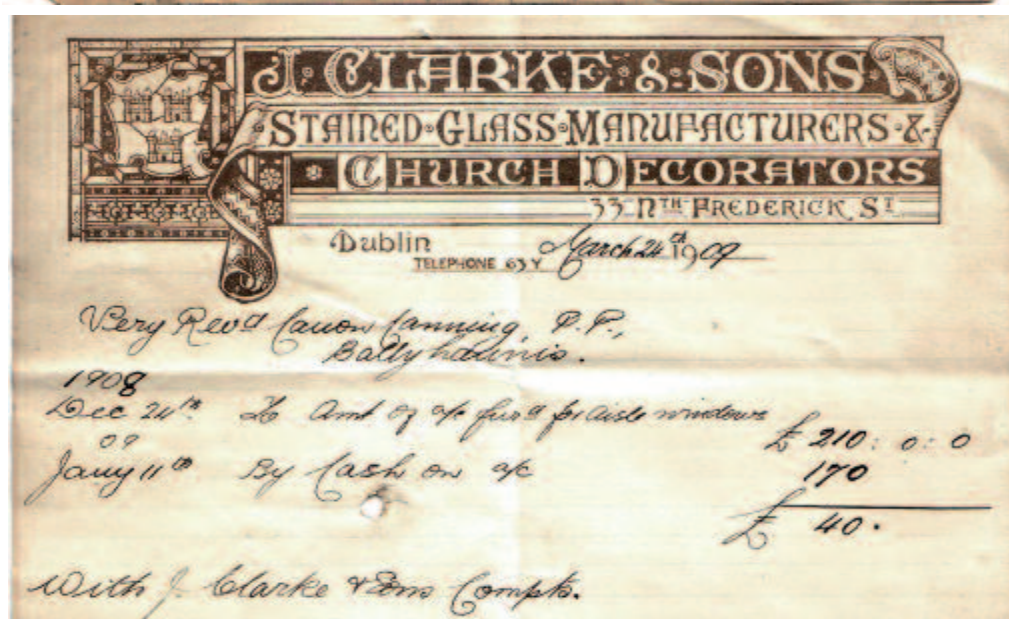 J. CLARKE & SONS
STAINED GLASS MANUFACTURERS &
CHURCH DECORATORS
33 NTH FREDERICK ST
Dublin March 24th 1909
TELEPHONE 63Y
Very Revd Canon Canning, P.P.,
Ballyhaunis.
1908
Dec 24th To Amt of a/c furd for aisle windows £ 210 : 0 : 0
09
Jany 11th By Cash on a/c 170
£ 40.
With J. Clarke & Sons Compts.